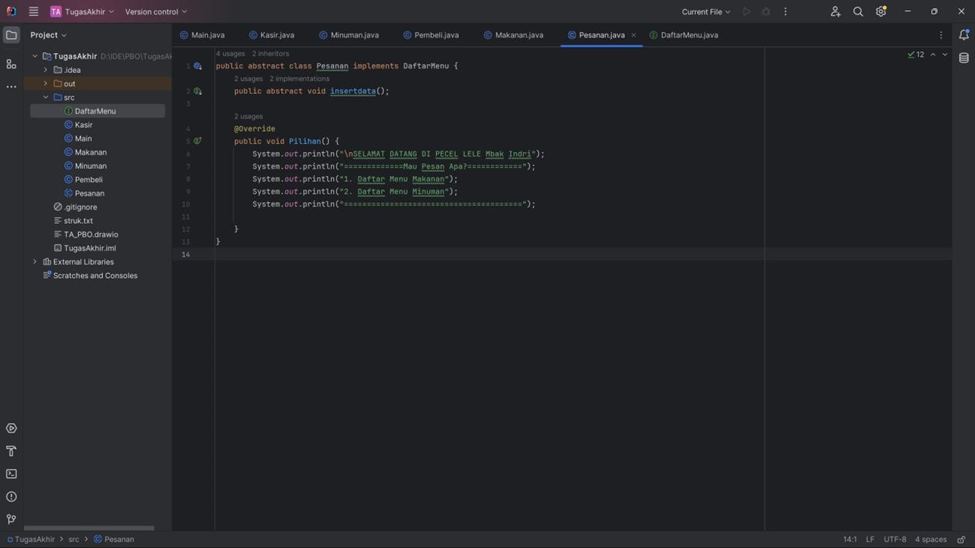 TA TugasAkhir Version control Current File
Project Main.java Kasir.java Minuman.java Pembeli.java Makanan.java Pesanan.java DaftarMenu.java
TugasAkhir D:\IDE\PBO\TugasAk
.idea
out
src
DaftarMenu
Kasir
Main
Makanan
Minuman
Pembeli
Pesanan
.gitignore
struk.txt
TA_PBO.drawio
TugasAkhir.iml
External Libraries
Scratches and Consoles
4 usages 2 inheritors
12
1 public abstract class Pesanan implements DaftarMenu {
2 usages 2 implementations
2 public abstract void insertdata();
3
2 usages
4 @Override
5 public void Pilihan() {
6 System.out.println("\nSELAMAT DATANG DI PECEL LELE Mbak Indri");
7 System.out.println("=============Mau Pesan Apa?============");
8 System.out.println("1. Daftar Menu Makanan");
9 System.out.println("2. Daftar Menu Minuman");
10 System.out.println("=======================================");
11
12 }
13 }
14
TugasAkhir > src > Pesanan 14:1 LF UTF-8 4 spaces